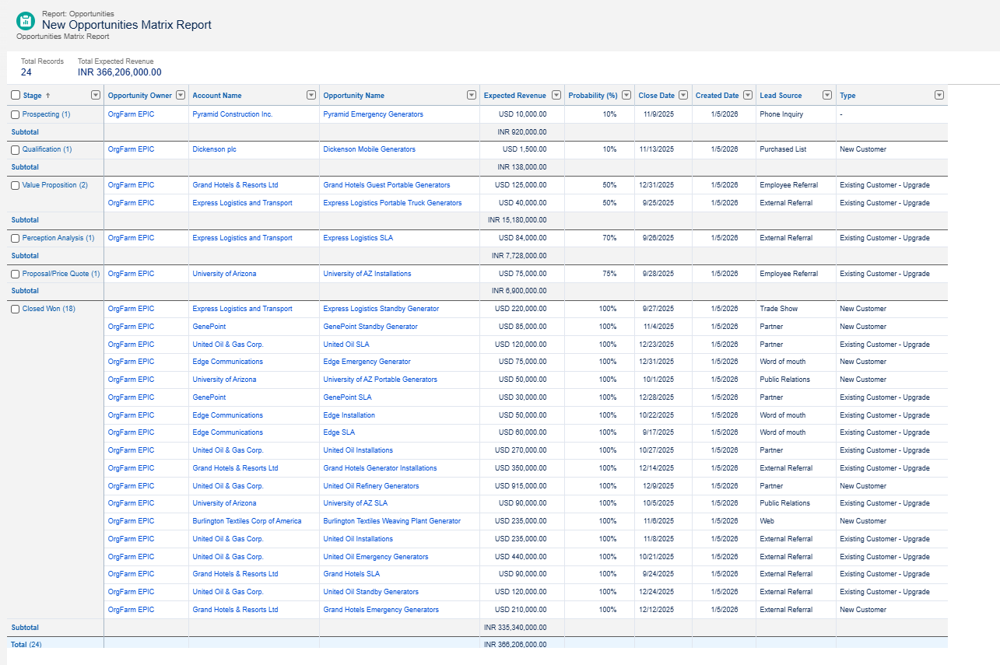 Report: Opportunities
New Opportunities Matrix Report
Opportunities Matrix Report
Total Records Total Expected Revenue
24 INR 366,206,000.00
Stage ↑ Opportunity Owner Account Name Opportunity Name Expected Revenue Probability (%) Close Date Created Date Lead Source Type
Prospecting (1) OrgFarm EPIC Pyramid Construction Inc. Pyramid Emergency Generators USD 10,000.00 10% 11/9/2025 1/5/2026 Phone Inquiry -
Subtotal INR 920,000.00
Qualification (1) OrgFarm EPIC Dickenson plc Dickenson Mobile Generators USD 1,500.00 10% 11/13/2025 1/5/2026 Purchased List New Customer
Subtotal INR 138,000.00
Value Proposition (2) OrgFarm EPIC Grand Hotels & Resorts Ltd Grand Hotels Guest Portable Generators USD 125,000.00 50% 12/31/2025 1/5/2026 Employee Referral Existing Customer - Upgrade
OrgFarm EPIC Express Logistics and Transport Express Logistics Portable Truck Generators USD 40,000.00 50% 9/25/2025 1/5/2026 External Referral Existing Customer - Upgrade
Subtotal INR 15,180,000.00
Perception Analysis (1) OrgFarm EPIC Express Logistics and Transport Express Logistics SLA USD 84,000.00 70% 9/26/2025 1/5/2026 External Referral Existing Customer - Upgrade
Subtotal INR 7,728,000.00
Proposal/Price Quote (1) OrgFarm EPIC University of Arizona University of AZ Installations USD 75,000.00 75% 9/28/2025 1/5/2026 Employee Referral Existing Customer - Upgrade
Subtotal INR 6,900,000.00
Closed Won (18) OrgFarm EPIC Express Logistics and Transport Express Logistics Standby Generator USD 220,000.00 100% 9/27/2025 1/5/2026 Trade Show New Customer
OrgFarm EPIC GenePoint GenePoint Standby Generator USD 85,000.00 100% 11/4/2025 1/5/2026 Partner New Customer
OrgFarm EPIC United Oil & Gas Corp. United Oil SLA USD 120,000.00 100% 12/23/2025 1/5/2026 Partner Existing Customer - Upgrade
OrgFarm EPIC Edge Communications Edge Emergency Generator USD 75,000.00 100% 12/31/2025 1/5/2026 Word of mouth New Customer
OrgFarm EPIC University of Arizona University of AZ Portable Generators USD 50,000.00 100% 10/1/2025 1/5/2026 Public Relations New Customer
OrgFarm EPIC GenePoint GenePoint SLA USD 30,000.00 100% 12/28/2025 1/5/2026 Partner Existing Customer - Upgrade
OrgFarm EPIC Edge Communications Edge Installation USD 50,000.00 100% 10/22/2025 1/5/2026 Word of mouth Existing Customer - Upgrade
OrgFarm EPIC Edge Communications Edge SLA USD 60,000.00 100% 9/17/2025 1/5/2026 Word of mouth Existing Customer - Upgrade
OrgFarm EPIC United Oil & Gas Corp. United Oil Installations USD 270,000.00 100% 10/27/2025 1/5/2026 Partner Existing Customer - Upgrade
OrgFarm EPIC Grand Hotels & Resorts Ltd Grand Hotels Generator Installations USD 350,000.00 100% 12/14/2025 1/5/2026 External Referral Existing Customer - Upgrade
OrgFarm EPIC United Oil & Gas Corp. United Oil Refinery Generators USD 915,000.00 100% 12/9/2025 1/5/2026 Partner New Customer
OrgFarm EPIC University of Arizona University of AZ SLA USD 90,000.00 100% 10/5/2025 1/5/2026 Public Relations Existing Customer - Upgrade
OrgFarm EPIC Burlington Textiles Corp of America Burlington Textiles Weaving Plant Generator USD 235,000.00 100% 11/6/2025 1/5/2026 Web New Customer
OrgFarm EPIC United Oil & Gas Corp. United Oil Installations USD 235,000.00 100% 11/8/2025 1/5/2026 External Referral Existing Customer - Upgrade
OrgFarm EPIC United Oil & Gas Corp. United Oil Emergency Generators USD 440,000.00 100% 10/21/2025 1/5/2026 External Referral Existing Customer - Upgrade
OrgFarm EPIC Grand Hotels & Resorts Ltd Grand Hotels SLA USD 90,000.00 100% 9/24/2025 1/5/2026 External Referral Existing Customer - Upgrade
OrgFarm EPIC United Oil & Gas Corp. United Oil Standby Generators USD 120,000.00 100% 12/24/2025 1/5/2026 External Referral Existing Customer - Upgrade
OrgFarm EPIC Grand Hotels & Resorts Ltd Grand Hotels Emergency Generators USD 210,000.00 100% 12/12/2025 1/5/2026 External Referral New Customer
Subtotal INR 335,340,000.00
Total (24) INR 366,206,000.00